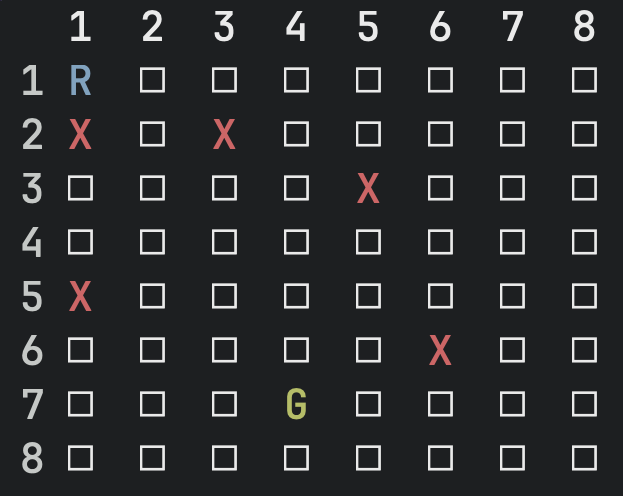 1 2 3 4 5 6 7 8
1 R □ □ □ □ □ □ □
2 X □ X □ □ □ □ □
3 □ □ □ □ X □ □ □
4 □ □ □ □ □ □ □ □
5 X □ □ □ □ □ □ □
6 □ □ □ □ □ X □ □
7 □ □ □ G □ □ □ □
8 □ □ □ □ □ □ □ □